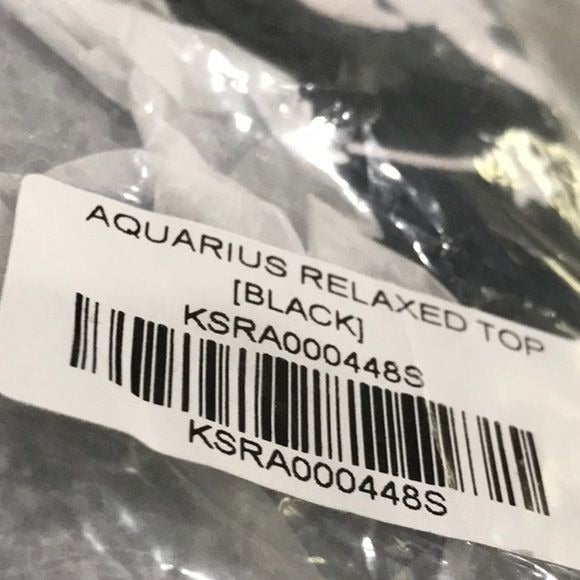 AQUARIUS RELAXED TOP
[BLACK]
KSRA000448S
KSRA000448S